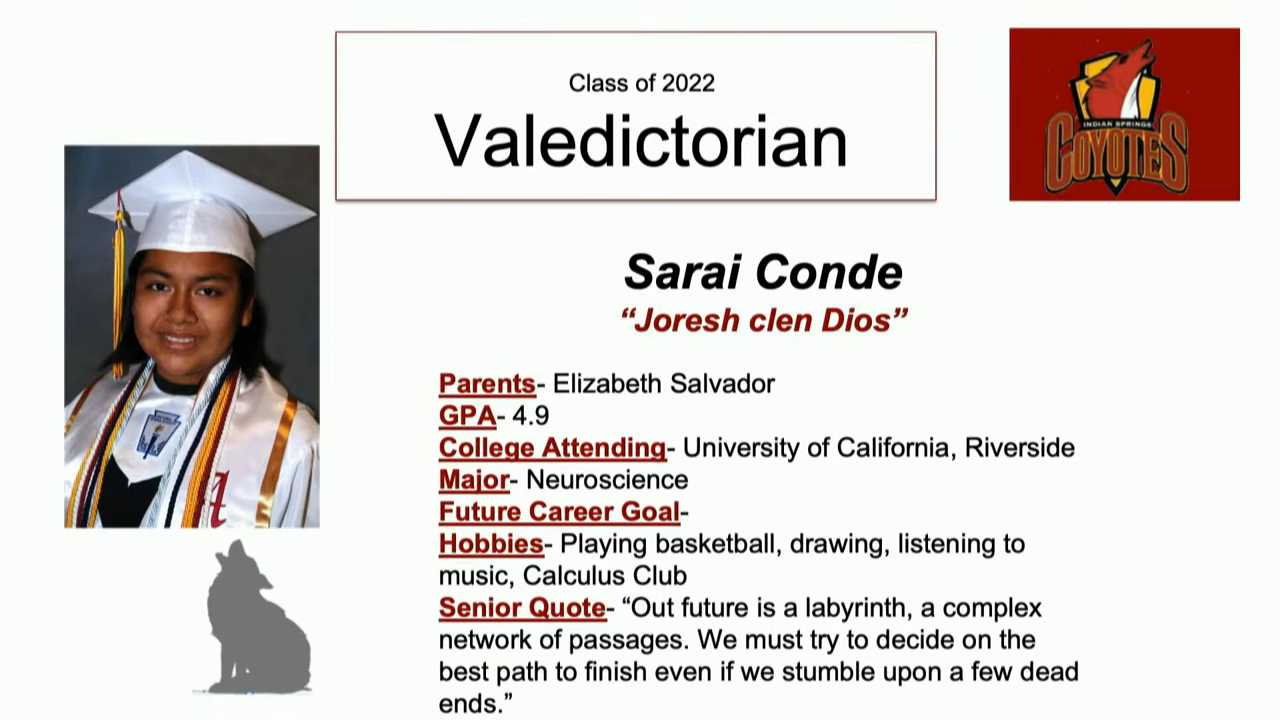 Class of 2022
Valedictorian
INDIAN SPRINGS
COYOTES
Sarai Conde
“Joresh clen Dios”
Parents- Elizabeth Salvador
GPA- 4.9
College Attending- University of California, Riverside
Major- Neuroscience
Future Career Goal-
Hobbies- Playing basketball, drawing, listening to
music, Calculus Club
Senior Quote- “Out future is a labyrinth, a complex
network of passages. We must try to decide on the
best path to finish even if we stumble upon a few dead
ends.”